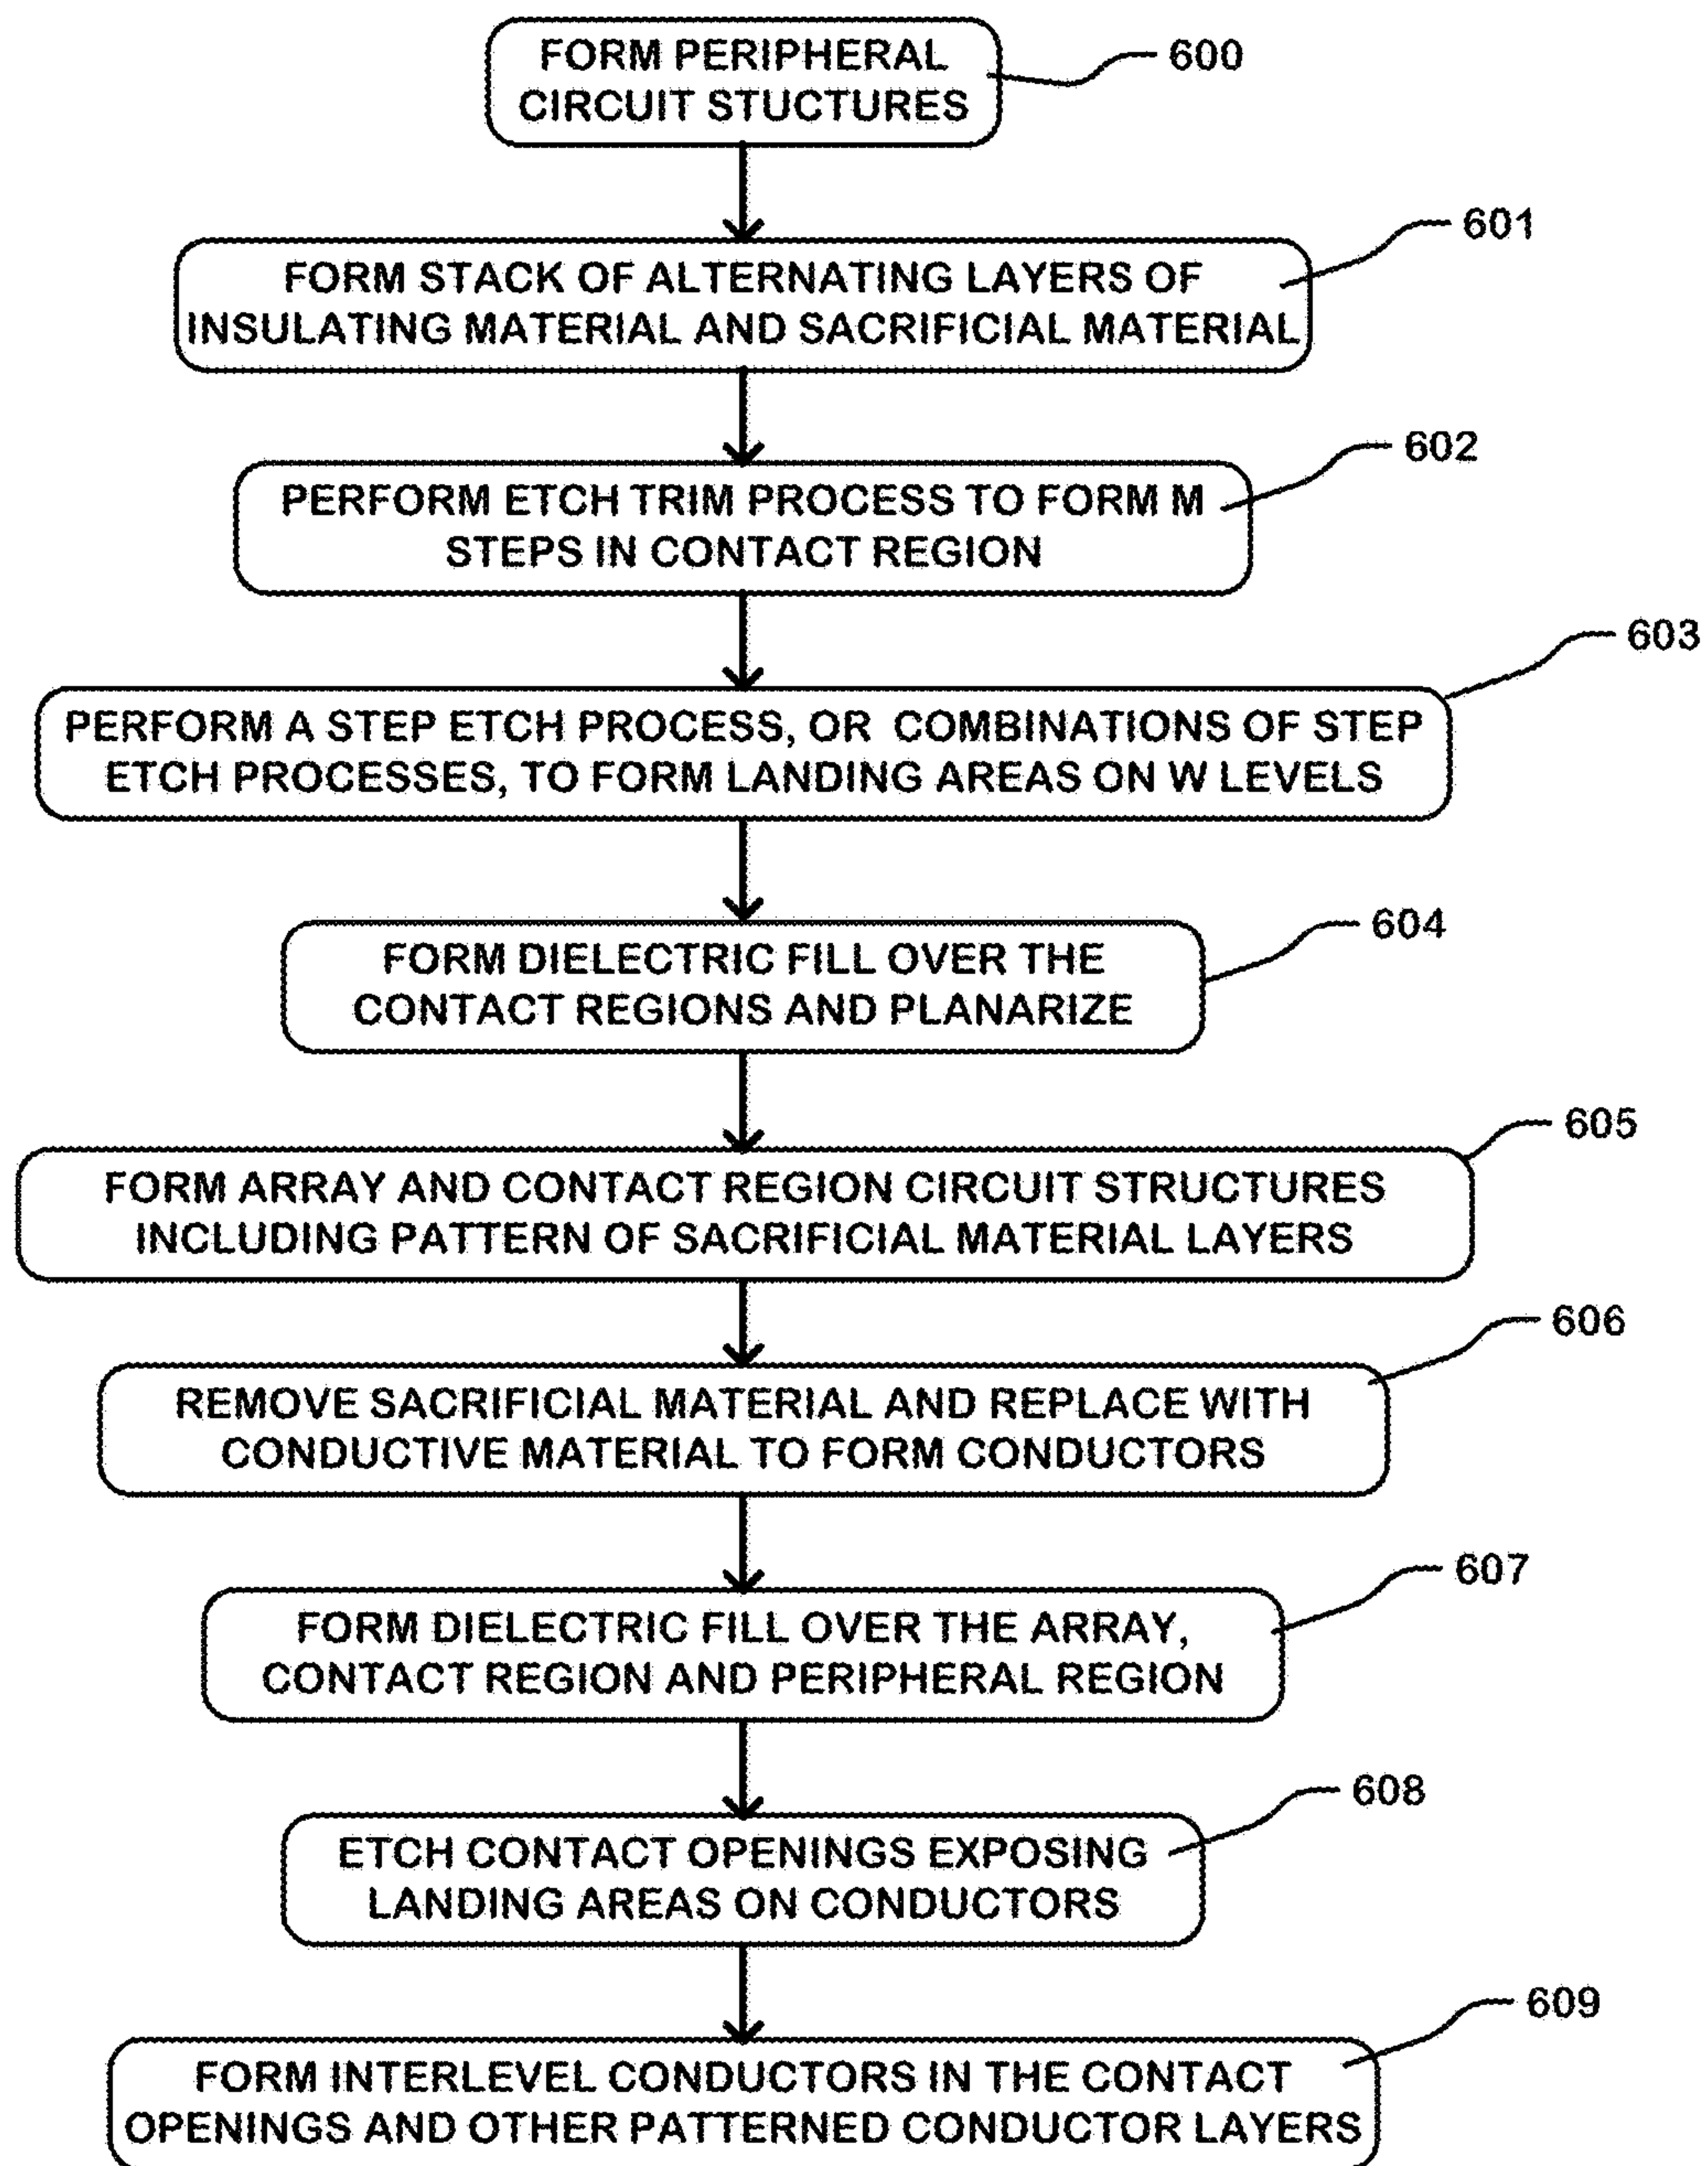 FORM PERIPHERAL
CIRCUIT STUCTURES
600
FORM STACK OF ALTERNATING LAYERS OF
INSULATING MATERIAL AND SACRIFICIAL MATERIAL
601
PERFORM ETCH TRIM PROCESS TO FORM M
STEPS IN CONTACT REGION
602
PERFORM A STEP ETCH PROCESS, OR COMBINATIONS OF STEP
ETCH PROCESSES, TO FORM LANDING AREAS ON W LEVELS
603
FORM DIELECTRIC FILL OVER THE
CONTACT REGIONS AND PLANARIZE
604
FORM ARRAY AND CONTACT REGION CIRCUIT STRUCTURES
INCLUDING PATTERN OF SACRIFICIAL MATERIAL LAYERS
605
REMOVE SACRIFICIAL MATERIAL AND REPLACE WITH
CONDUCTIVE MATERIAL TO FORM CONDUCTORS
606
FORM DIELECTRIC FILL OVER THE ARRAY,
CONTACT REGION AND PERIPHERAL REGION
607
ETCH CONTACT OPENINGS EXPOSING
LANDING AREAS ON CONDUCTORS
608
FORM INTERLEVEL CONDUCTORS IN THE CONTACT
OPENINGS AND OTHER PATTERNED CONDUCTOR LAYERS
609